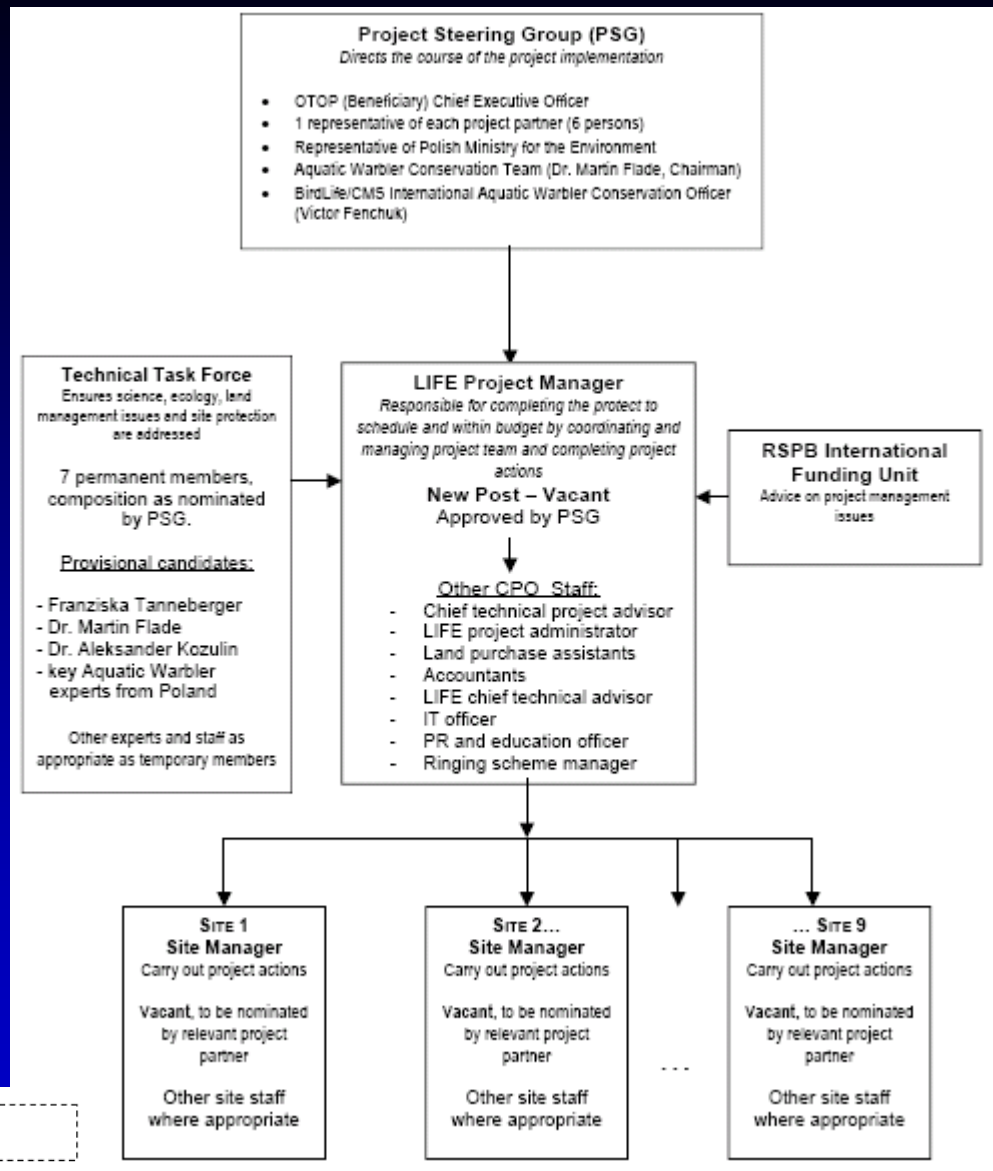 Project Steering Group (PSG)
Directs the course of the project implementation
• OTOP (Beneficiary) Chief Executive Officer
• 1 representative of each project partner (6 persons)
• Representative of Polish Ministry for the Environment
• Aquatic Warbler Conservation Team (Dr. Martin Flade, Chairman)
• BirdLife/CMS International Aquatic Warbler Conservation Officer
(Victor Fenchuk)
Technical Task Force
Ensures science, ecology, land
management issues and site protection
are addressed
7 permanent members,
composition as nominated
by PSG.
Provisional candidates:
- Franziska Tanneberger
- Dr. Martin Flade
- Dr. Aleksander Kozulin
- key Aquatic Warbler
experts from Poland
Other experts and staff as
appropriate as temporary members
LIFE Project Manager
Responsible for completing the protect to
schedule and within budget by coordinating and
managing project team and completing project
actions
New Post – Vacant
Approved by PSG
Other CPO Staff:
- Chief technical project advisor
- LIFE project administrator
- Land purchase assistants
- Accountants
- LIFE chief technical advisor
- IT officer
- PR and education officer
- Ringing scheme manager
RSPB International
Funding Unit
Advice on project management
issues
SITE 1
Site Manager
Carry out project actions
Vacant, to be nominated
by relevant project
partner
Other site staff
where appropriate
SITE 2...
Site Manager
Carry out project actions
Vacant, to be nominated
by relevant project
partner
Other site staff
where appropriate
...
... SITE 9
Site Manager
Carry out project actions
Vacant, to be nominated
by relevant project
partner
Other site staff
where appropriate